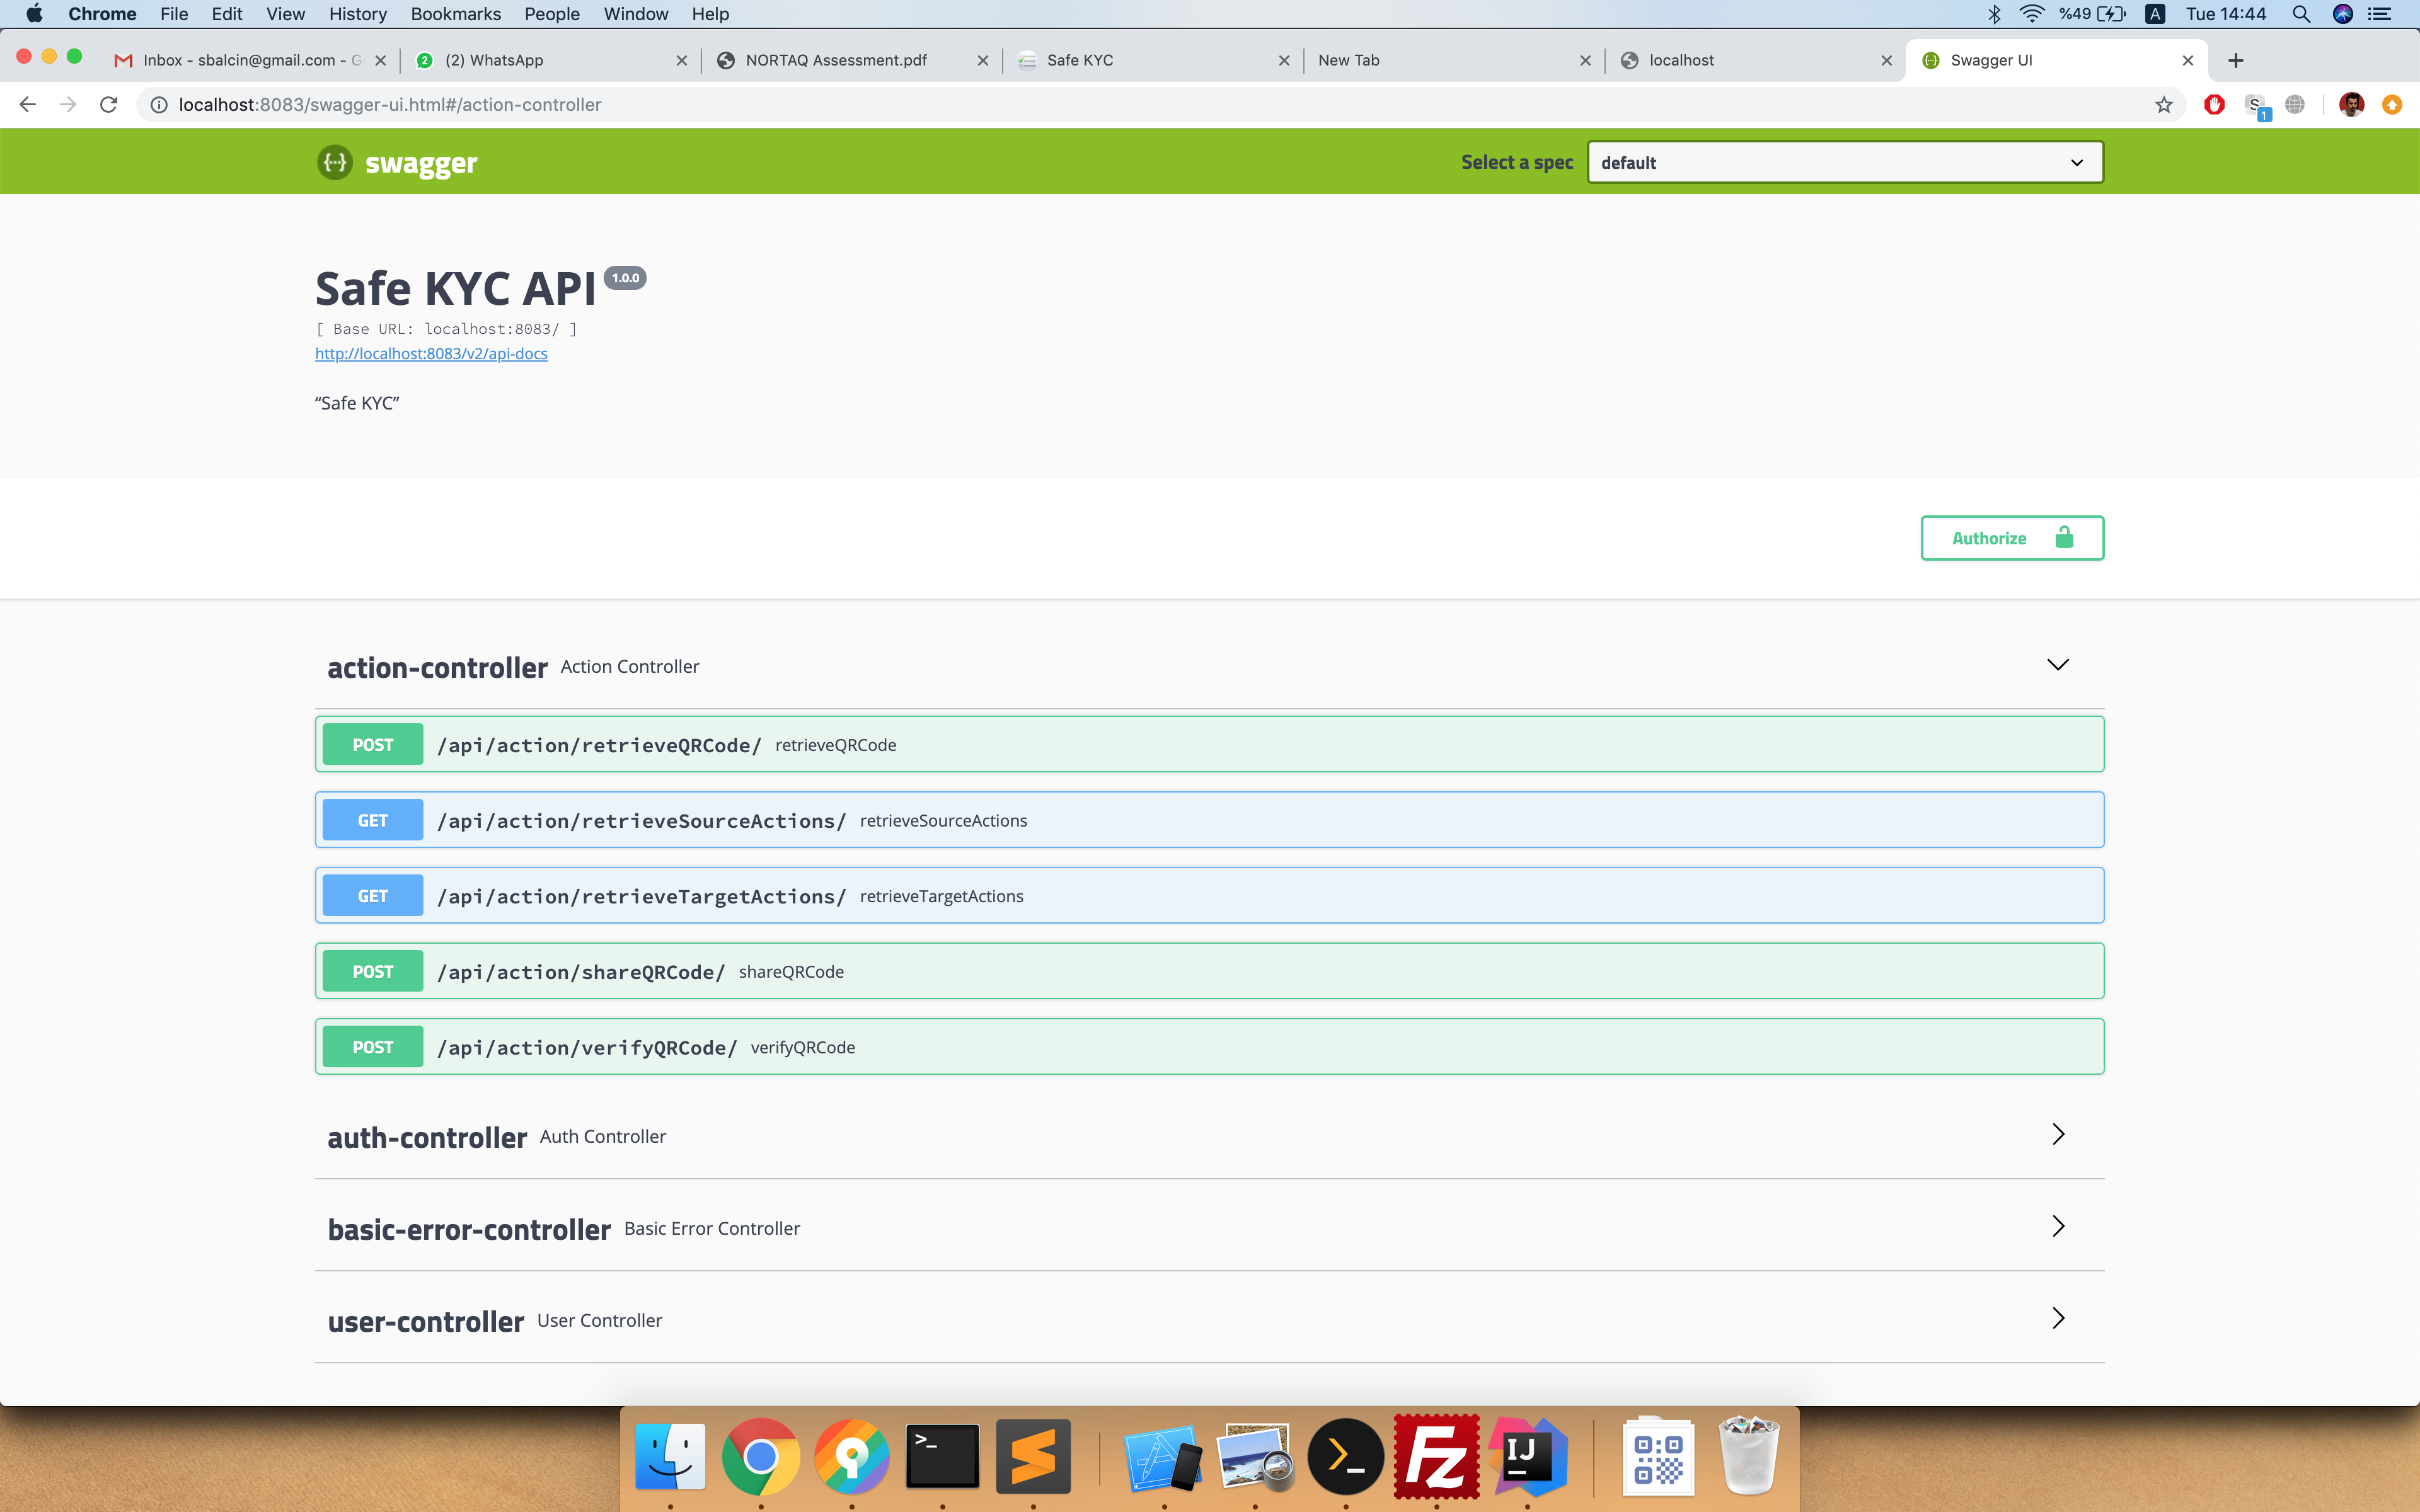 Chrome File Edit View History Bookmarks People Window Help %49 A Tue 14:44
Inbox - sbalcin@gmail.com - G 2 (2) WhatsApp NORTAQ Assessment.pdf Safe KYC New Tab localhost Swagger UI
localhost:8083/swagger-ui.html#/action-controller S 1
swagger Select a spec default
Safe KYC API 1.0.0
[ Base URL: localhost:8083/ ]
http://localhost:8083/v2/api-docs
“Safe KYC”
Authorize
action-controller Action Controller
POST /api/action/retrieveQRCode/ retrieveQRCode
GET /api/action/retrieveSourceActions/ retrieveSourceActions
GET /api/action/retrieveTargetActions/ retrieveTargetActions
POST /api/action/shareQRCode/ shareQRCode
POST /api/action/verifyQRCode/ verifyQRCode
auth-controller Auth Controller
basic-error-controller Basic Error Controller
user-controller User Controller
>_ >_ Fz IJ